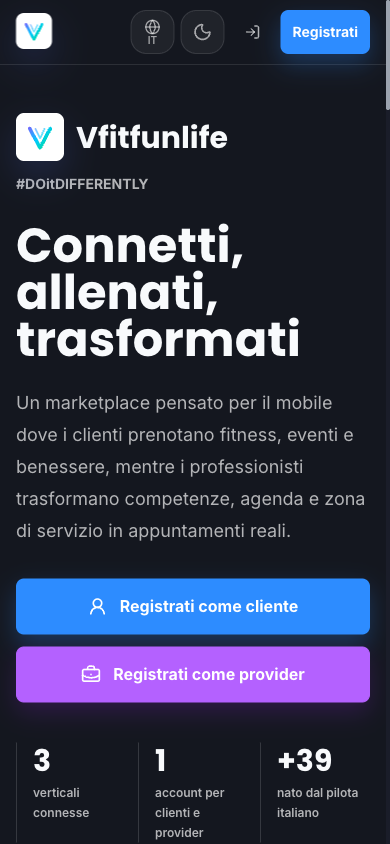 IT
Registrati
Vfitfunlife
#DOitDIFFERENTLY
Connetti,
allenati,
trasformati
Un marketplace pensato per il mobile
dove i clienti prenotano fitness, eventi e
benessere, mentre i professionisti
trasformano competenze, agenda e zona
di servizio in appuntamenti reali.
Registrati come cliente
Registrati come provider
3
verticali
connesse
1
account per
clienti e
provider
+39
nato dal pilota
italiano